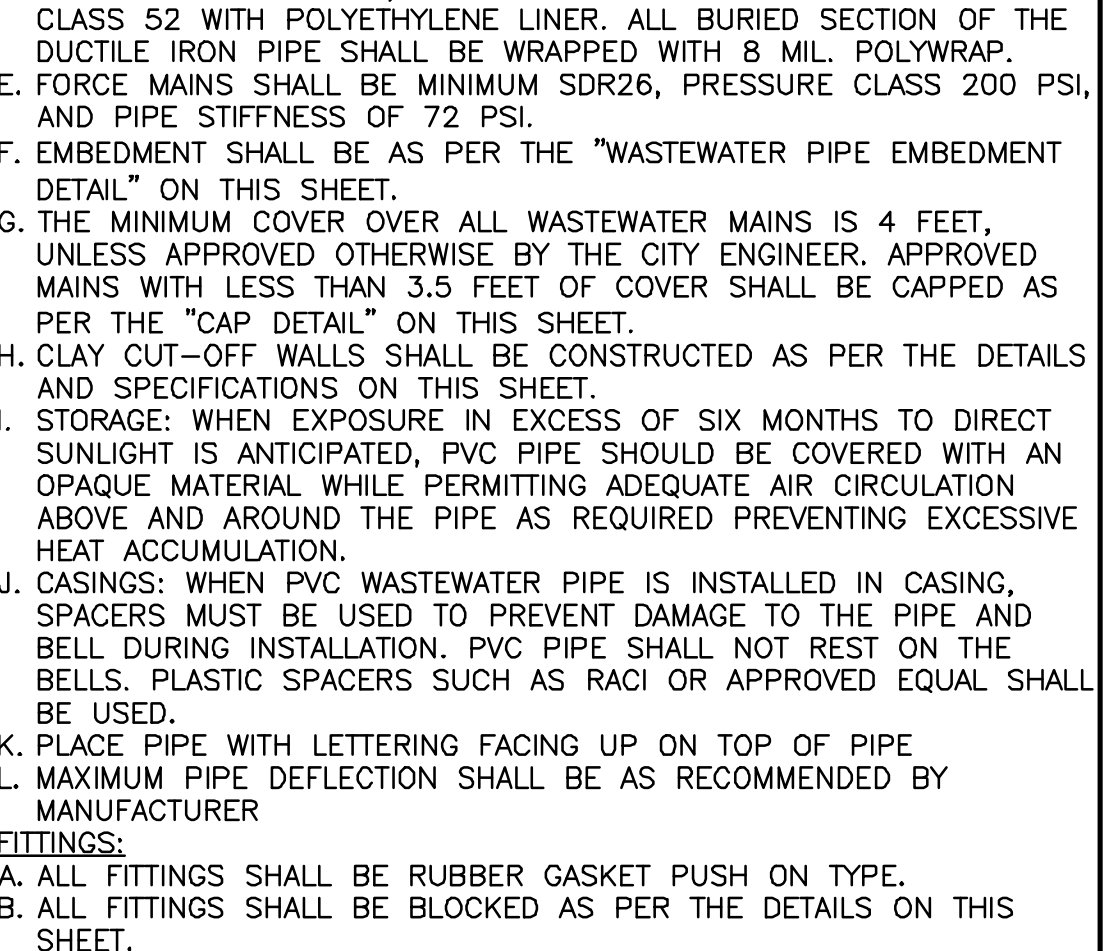 CLASS 52 WITH POLYETHYLENE LINER. ALL BURIED SECTION OF THE
DUCTILE IRON PIPE SHALL BE WRAPPED WITH 8 MIL. POLYWRAP.
E. FORCE MAINS SHALL BE MINIMUM SDR26, PRESSURE CLASS 200 PSI,
AND PIPE STIFFNESS OF 72 PSI.
F. EMBEDMENT SHALL BE AS PER THE "WASTEWATER PIPE EMBEDMENT
DETAIL" ON THIS SHEET.
G. THE MINIMUM COVER OVER ALL WASTEWATER MAINS IS 4 FEET,
UNLESS APPROVED OTHERWISE BY THE CITY ENGINEER. APPROVED
MAINS WITH LESS THAN 3.5 FEET OF COVER SHALL BE CAPPED AS
PER THE "CAP DETAIL" ON THIS SHEET.
H. CLAY CUT-OFF WALLS SHALL BE CONSTRUCTED AS PER THE DETAILS
AND SPECIFICATIONS ON THIS SHEET.
I. STORAGE: WHEN EXPOSURE IN EXCESS OF SIX MONTHS TO DIRECT
SUNLIGHT IS ANTICIPATED, PVC PIPE SHOULD BE COVERED WITH AN
OPAQUE MATERIAL WHILE PERMITTING ADEQUATE AIR CIRCULATION
ABOVE AND AROUND THE PIPE AS REQUIRED PREVENTING EXCESSIVE
HEAT ACCUMULATION.
J. CASINGS: WHEN PVC WASTEWATER PIPE IS INSTALLED IN CASING,
SPACERS MUST BE USED TO PREVENT DAMAGE TO THE PIPE AND
BELL DURING INSTALLATION. PVC PIPE SHALL NOT REST ON THE
BELLS. PLASTIC SPACERS SUCH AS RACI OR APPROVED EQUAL SHALL
BE USED.
K. PLACE PIPE WITH LETTERING FACING UP ON TOP OF PIPE
L. MAXIMUM PIPE DEFLECTION SHALL BE AS RECOMMENDED BY
MANUFACTURER
FITTINGS:
A. ALL FITTINGS SHALL BE RUBBER GASKET PUSH ON TYPE.
B. ALL FITTINGS SHALL BE BLOCKED AS PER THE DETAILS ON THIS
SHEET.